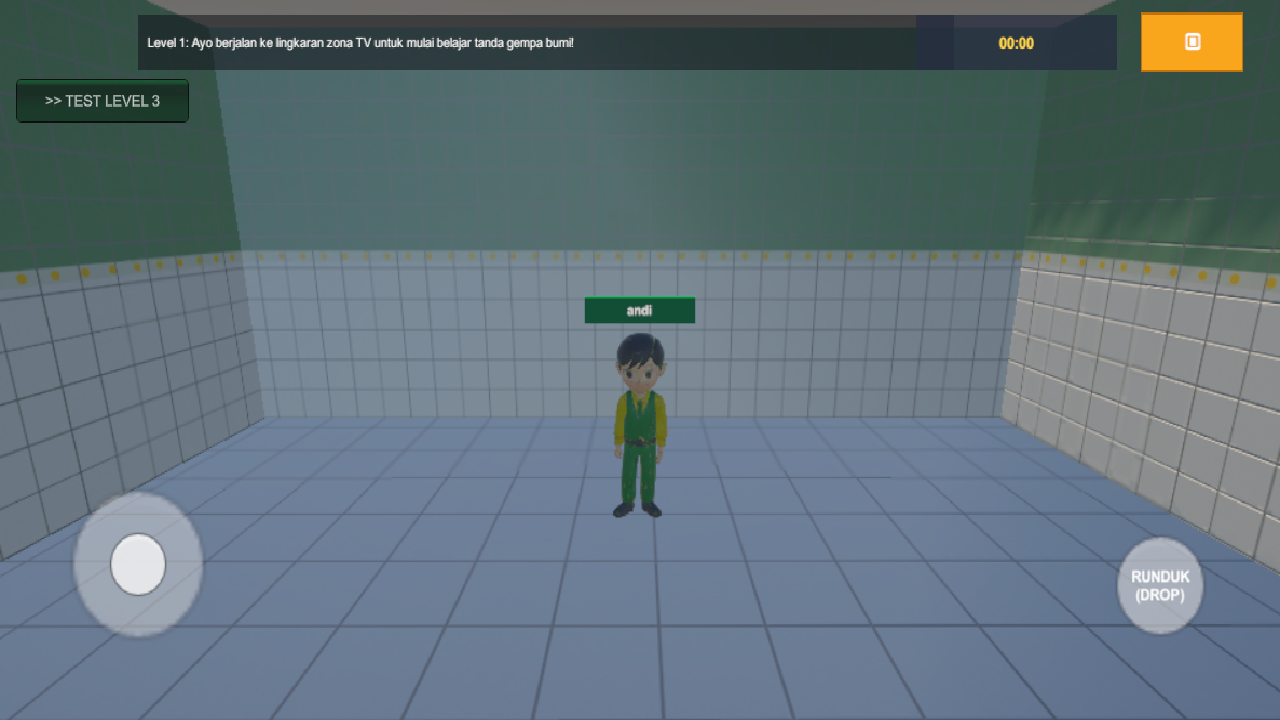 Level 1: Ayo berjalan ke lingkaran zona TV untuk mulai belajar tanda gempa bumi!
00:00
>> TEST LEVEL 3
andi
RUNDUK
(DROP)